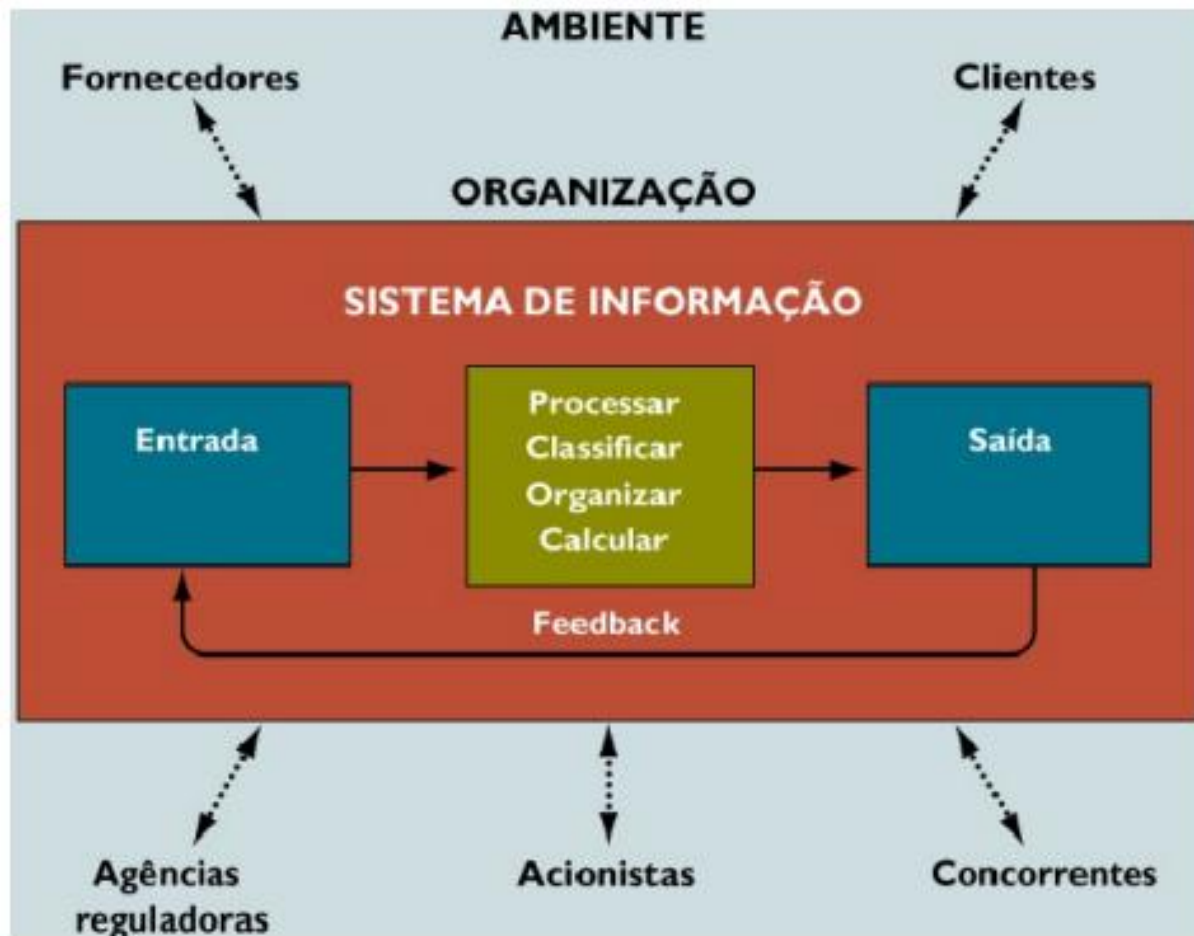 AMBIENTE
Fornecedores
Clientes
ORGANIZAÇÃO
SISTEMA DE INFORMAÇÃO
Entrada
Processar
Classificar
Organizar
Calcular
Saída
Feedback
Agências
reguladoras
Acionistas
Concorrentes